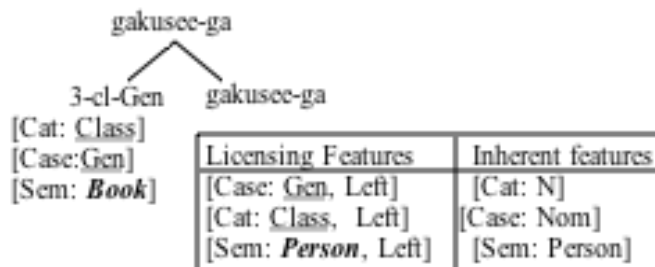 gakusee-ga
3-cl-Gen gakusee-ga
[Cat: Class]
[Case:Gen]
[Sem: Book]
Licensing Features Inherent features
[Case: Gen, Left] [Cat: N]
[Cat: Class, Left] [Case: Nom]
[Sem: Person, Left] [Sem: Person]